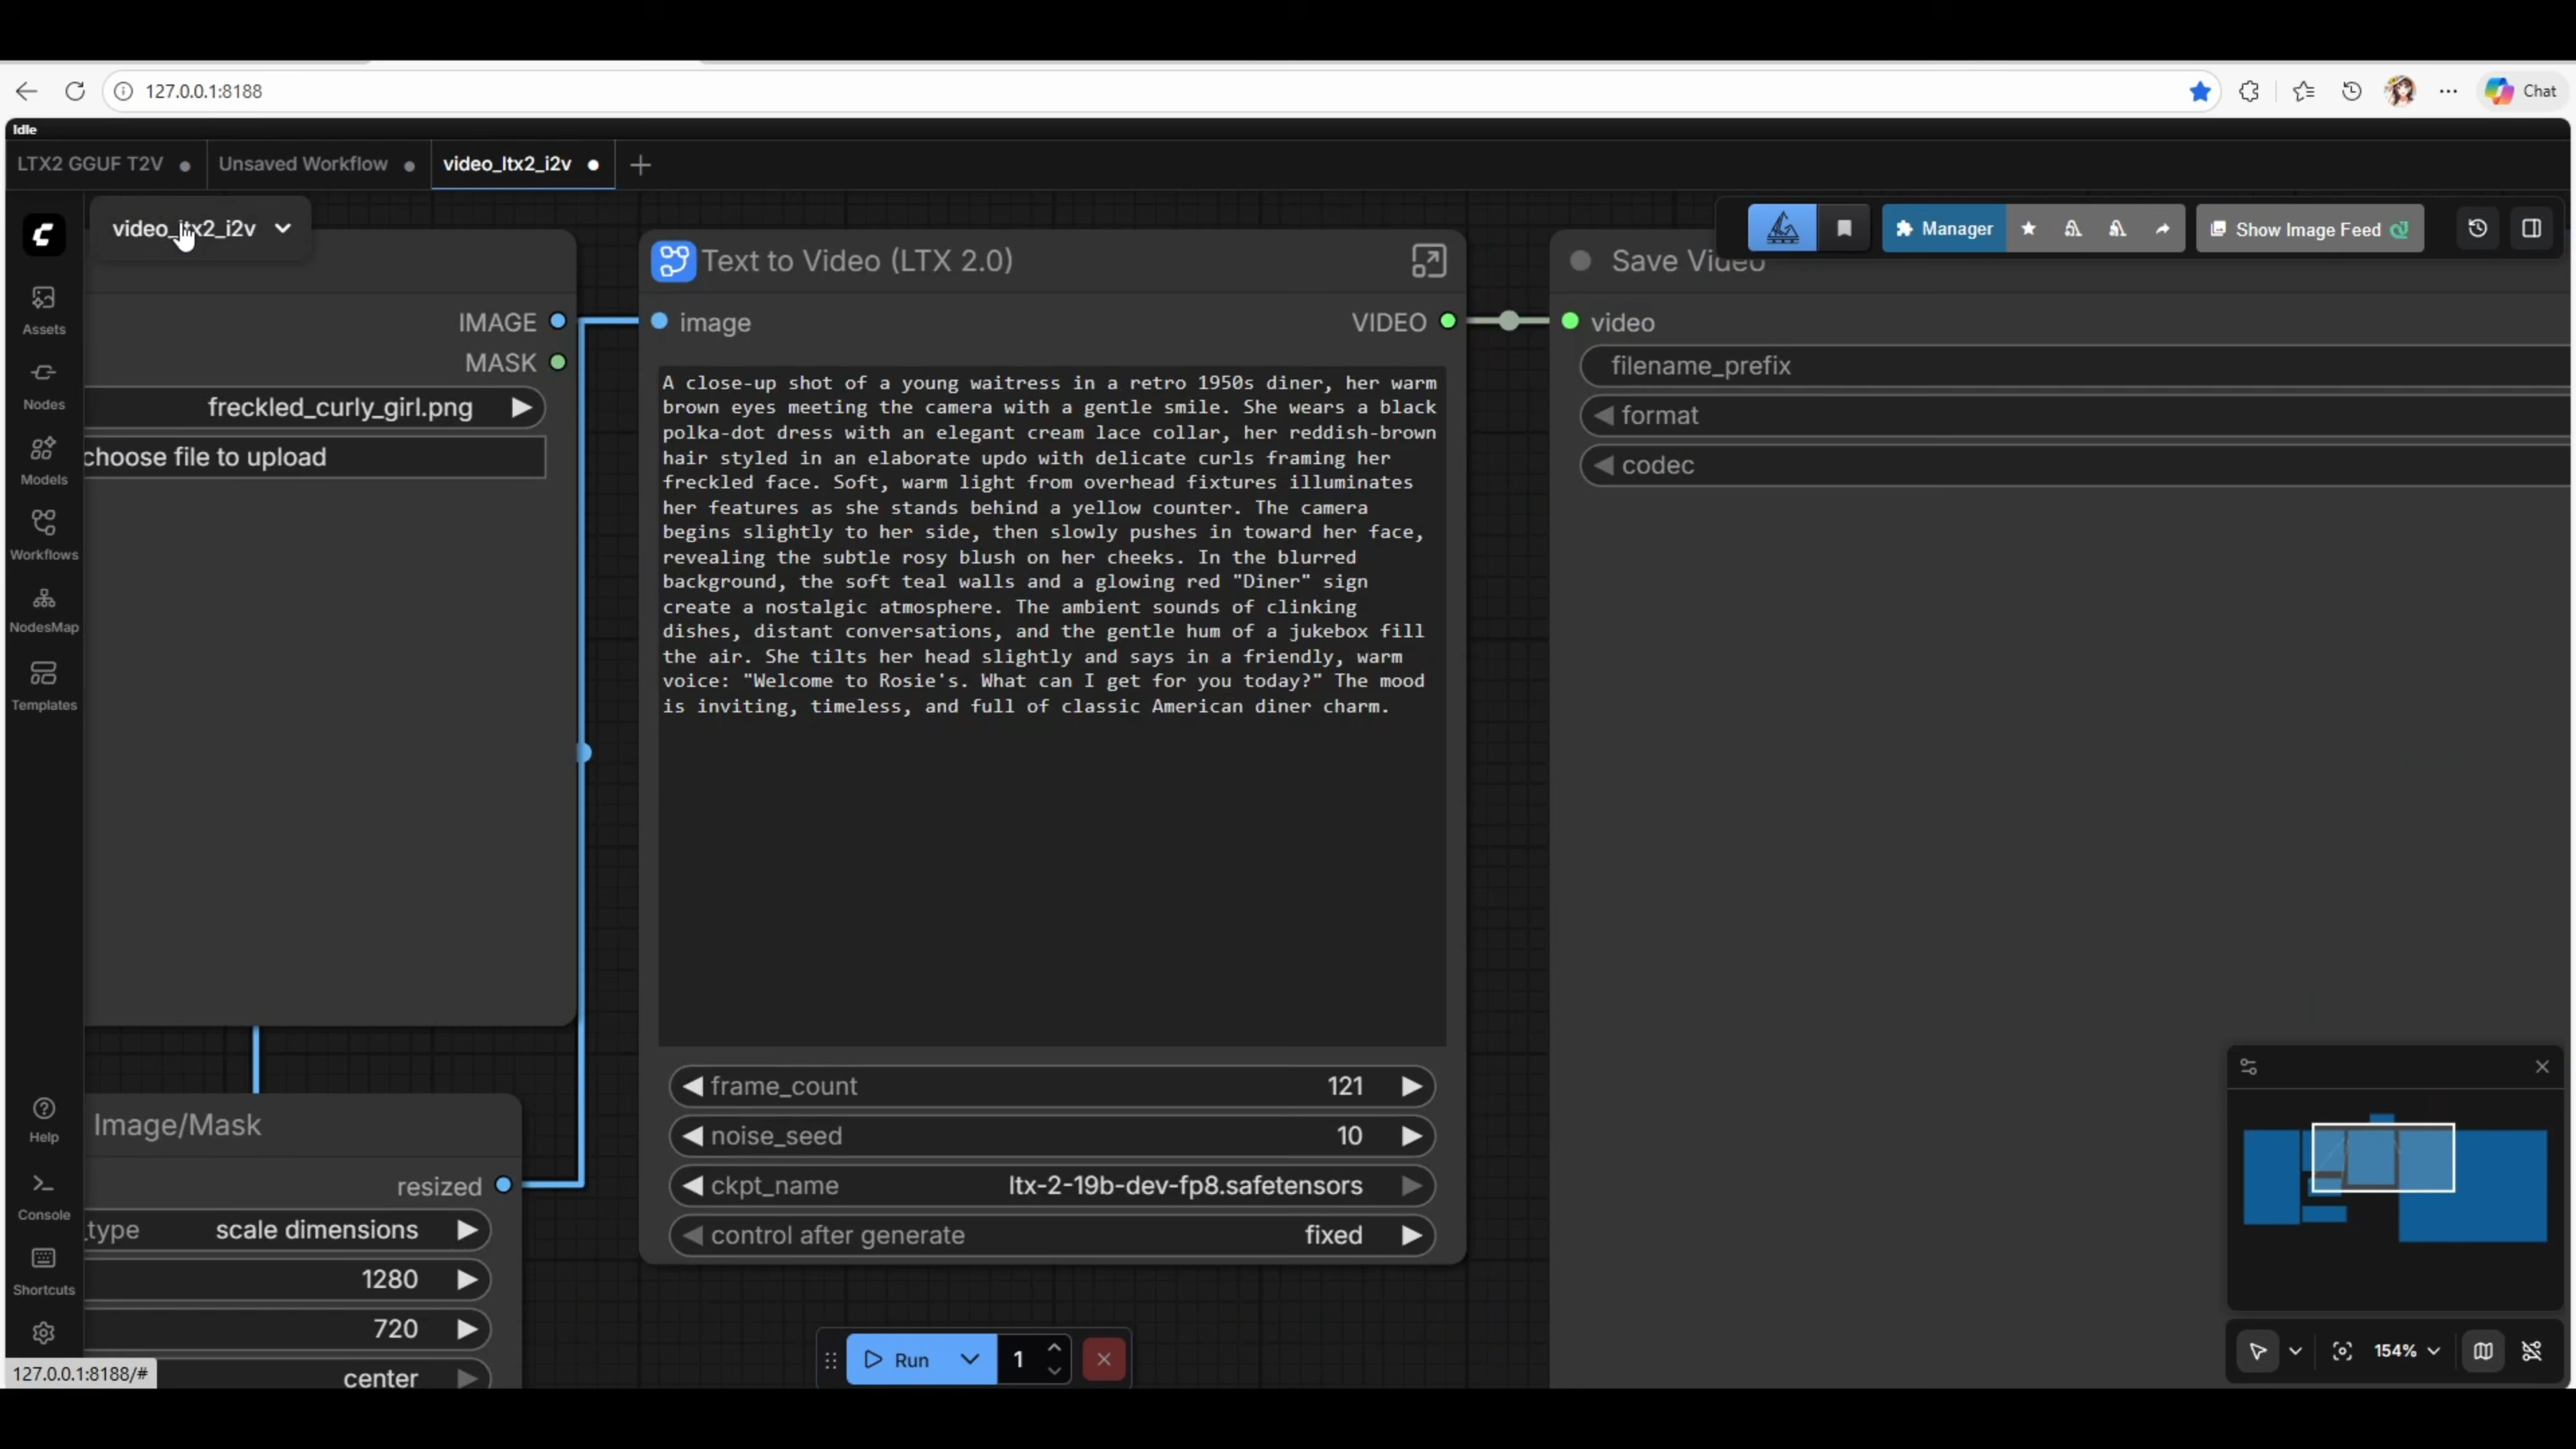 127.0.0.1:8188
Chat
Idle
LTX2 GGUF T2V
Unsaved Workflow
video_ltx2_i2v
video_ltx2_i2v
Manager
Show Image Feed
Assets
Nodes
Models
Workflows
NodesMap
Templates
Help
Console
Shortcuts
IMAGE
MASK
freckled_curly_girl.png
choose file to upload
Image/Mask
resized
_type scale dimensions
1280
720
center
127.0.0.1:8188/#
Text to Video (LTX 2.0)
image
VIDEO
A close-up shot of a young waitress in a retro 1950s diner, her warm
brown eyes meeting the camera with a gentle smile. She wears a black
polka-dot dress with an elegant cream lace collar, her reddish-brown
hair styled in an elaborate updo with delicate curls framing her
freckled face. Soft, warm light from overhead fixtures illuminates
her features as she stands behind a yellow counter. The camera
begins slightly to her side, then slowly pushes in toward her face,
revealing the subtle rosy blush on her cheeks. In the blurred
background, the soft teal walls and a glowing red "Diner" sign
create a nostalgic atmosphere. The ambient sounds of clinking
dishes, distant conversations, and the gentle hum of a jukebox fill
the air. She tilts her head slightly and says in a friendly, warm
voice: "Welcome to Rosie's. What can I get for you today?" The mood
is inviting, timeless, and full of classic American diner charm.
frame_count 121
noise_seed 10
ckpt_name ltx-2-19b-dev-fp8.safetensors
control after generate fixed
Run 1
Save Video
video
filename_prefix
format
codec
154%